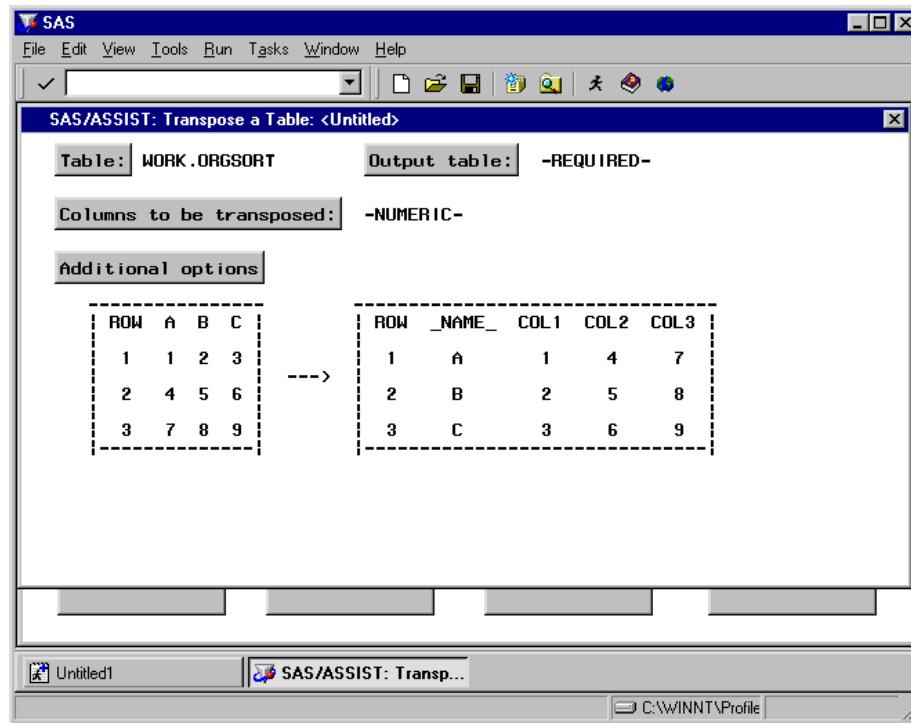 SAS
File Edit View Tools Run Tasks Window Help
SAS/ASSIST: Transpose a Table: <Untitled>
Table: WORK.ORGSORT Output table: -REQUIRED-
Columns to be transposed: -NUMERIC-
Additional options
ROW A B C ROW _NAME_ COL1 COL2 COL3
1 1 2 3 1 A 1 4 7
--->
2 4 5 6 2 B 2 5 8
3 7 8 9 3 C 3 6 9
Untitled1 SAS/ASSIST: Transp...
C:\WINNT\Profile